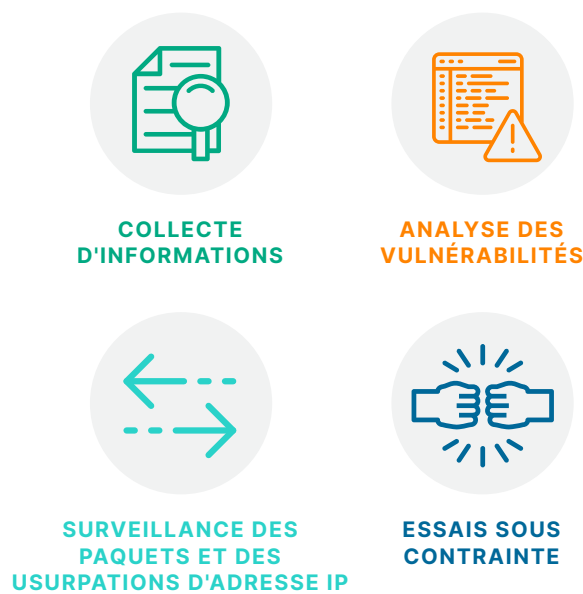 COLLECTE
D'INFORMATIONS
ANALYSE DES
VULNÉRABILITÉS
SURVEILLANCE DES
PAQUETS ET DES
USURPATIONS D'ADRESSE IP
ESSAIS SOUS
CONTRAINTE